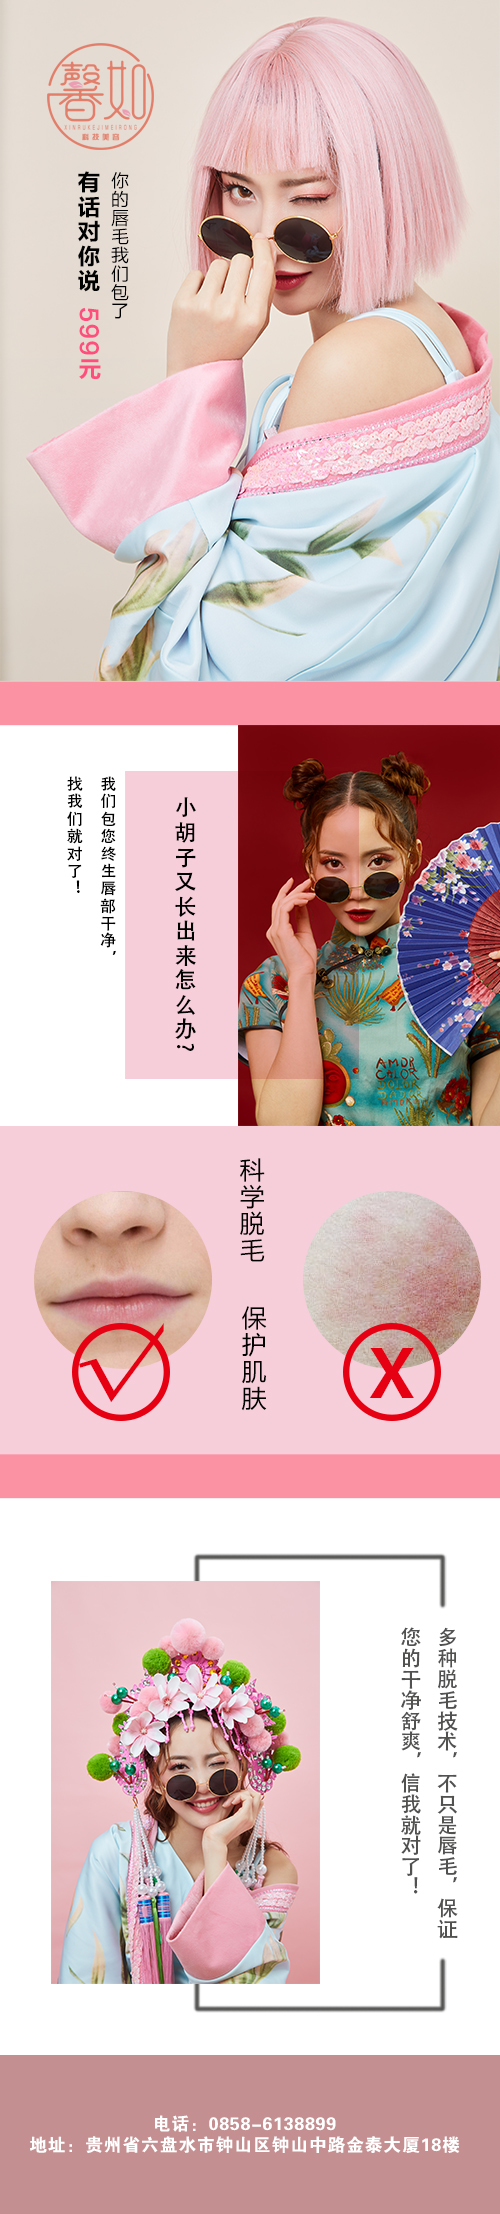 馨如
XINRUKEJIMEIRONG
科技美容
你的唇毛我们包了
有话对你说 599元
小胡子又长出来怎么办？
我们包您终生唇部干净，
找我们就对了！
AMOR
CALOR
科学脱毛 保护肌肤
X
多种脱毛技术，不只是唇毛，保证
您的干净舒爽，信我就对了！
电话：0858-6138899
地址：贵州省六盘水市钟山区钟山中路金泰大厦18楼